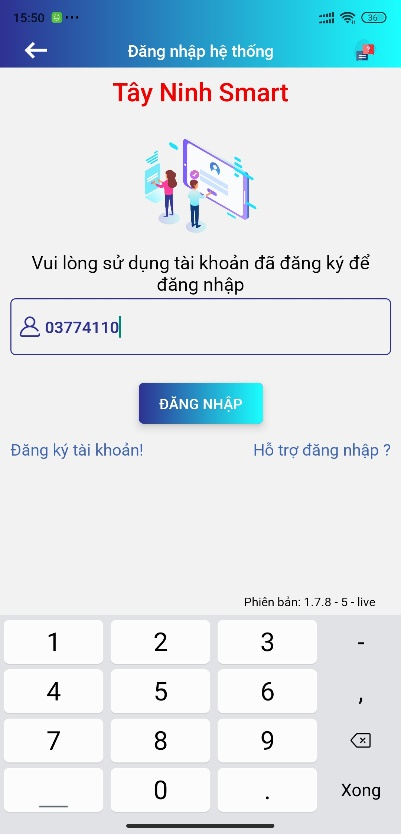 15:50
36
Đăng nhập hệ thống
Tây Ninh Smart
Vui lòng sử dụng tài khoản đã đăng ký để
đăng nhập
03774110
ĐĂNG NHẬP
Đăng ký tài khoản!
Hỗ trợ đăng nhập ?
Phiên bản: 1.7.8 - 5 - live
1 2 3 -
4 5 6 ,
7 8 9
0 . Xong